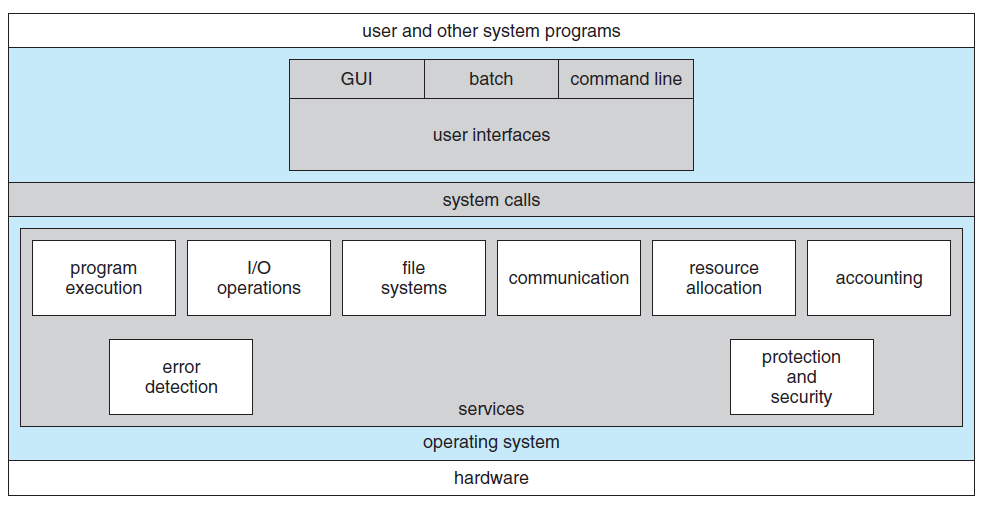 user and other system programs
GUI
batch
command line
user interfaces
system calls
program
execution
I/O
operations
file
systems
communication
resource
allocation
accounting
error
detection
protection
and
security
services
operating system
hardware